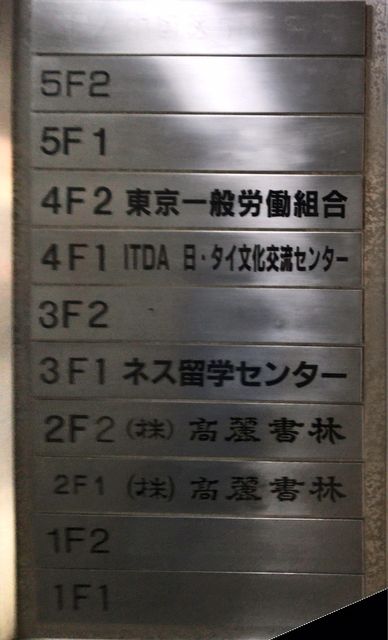 5F2
5F1
4F2 東京一般労働組合
4F1 ITDA 日・タイ文化交流センター
3F2
3F1 ネス留学センター
2F2 (株)高麗書林
2F1 (株) 高麗書林
1F2
1F1